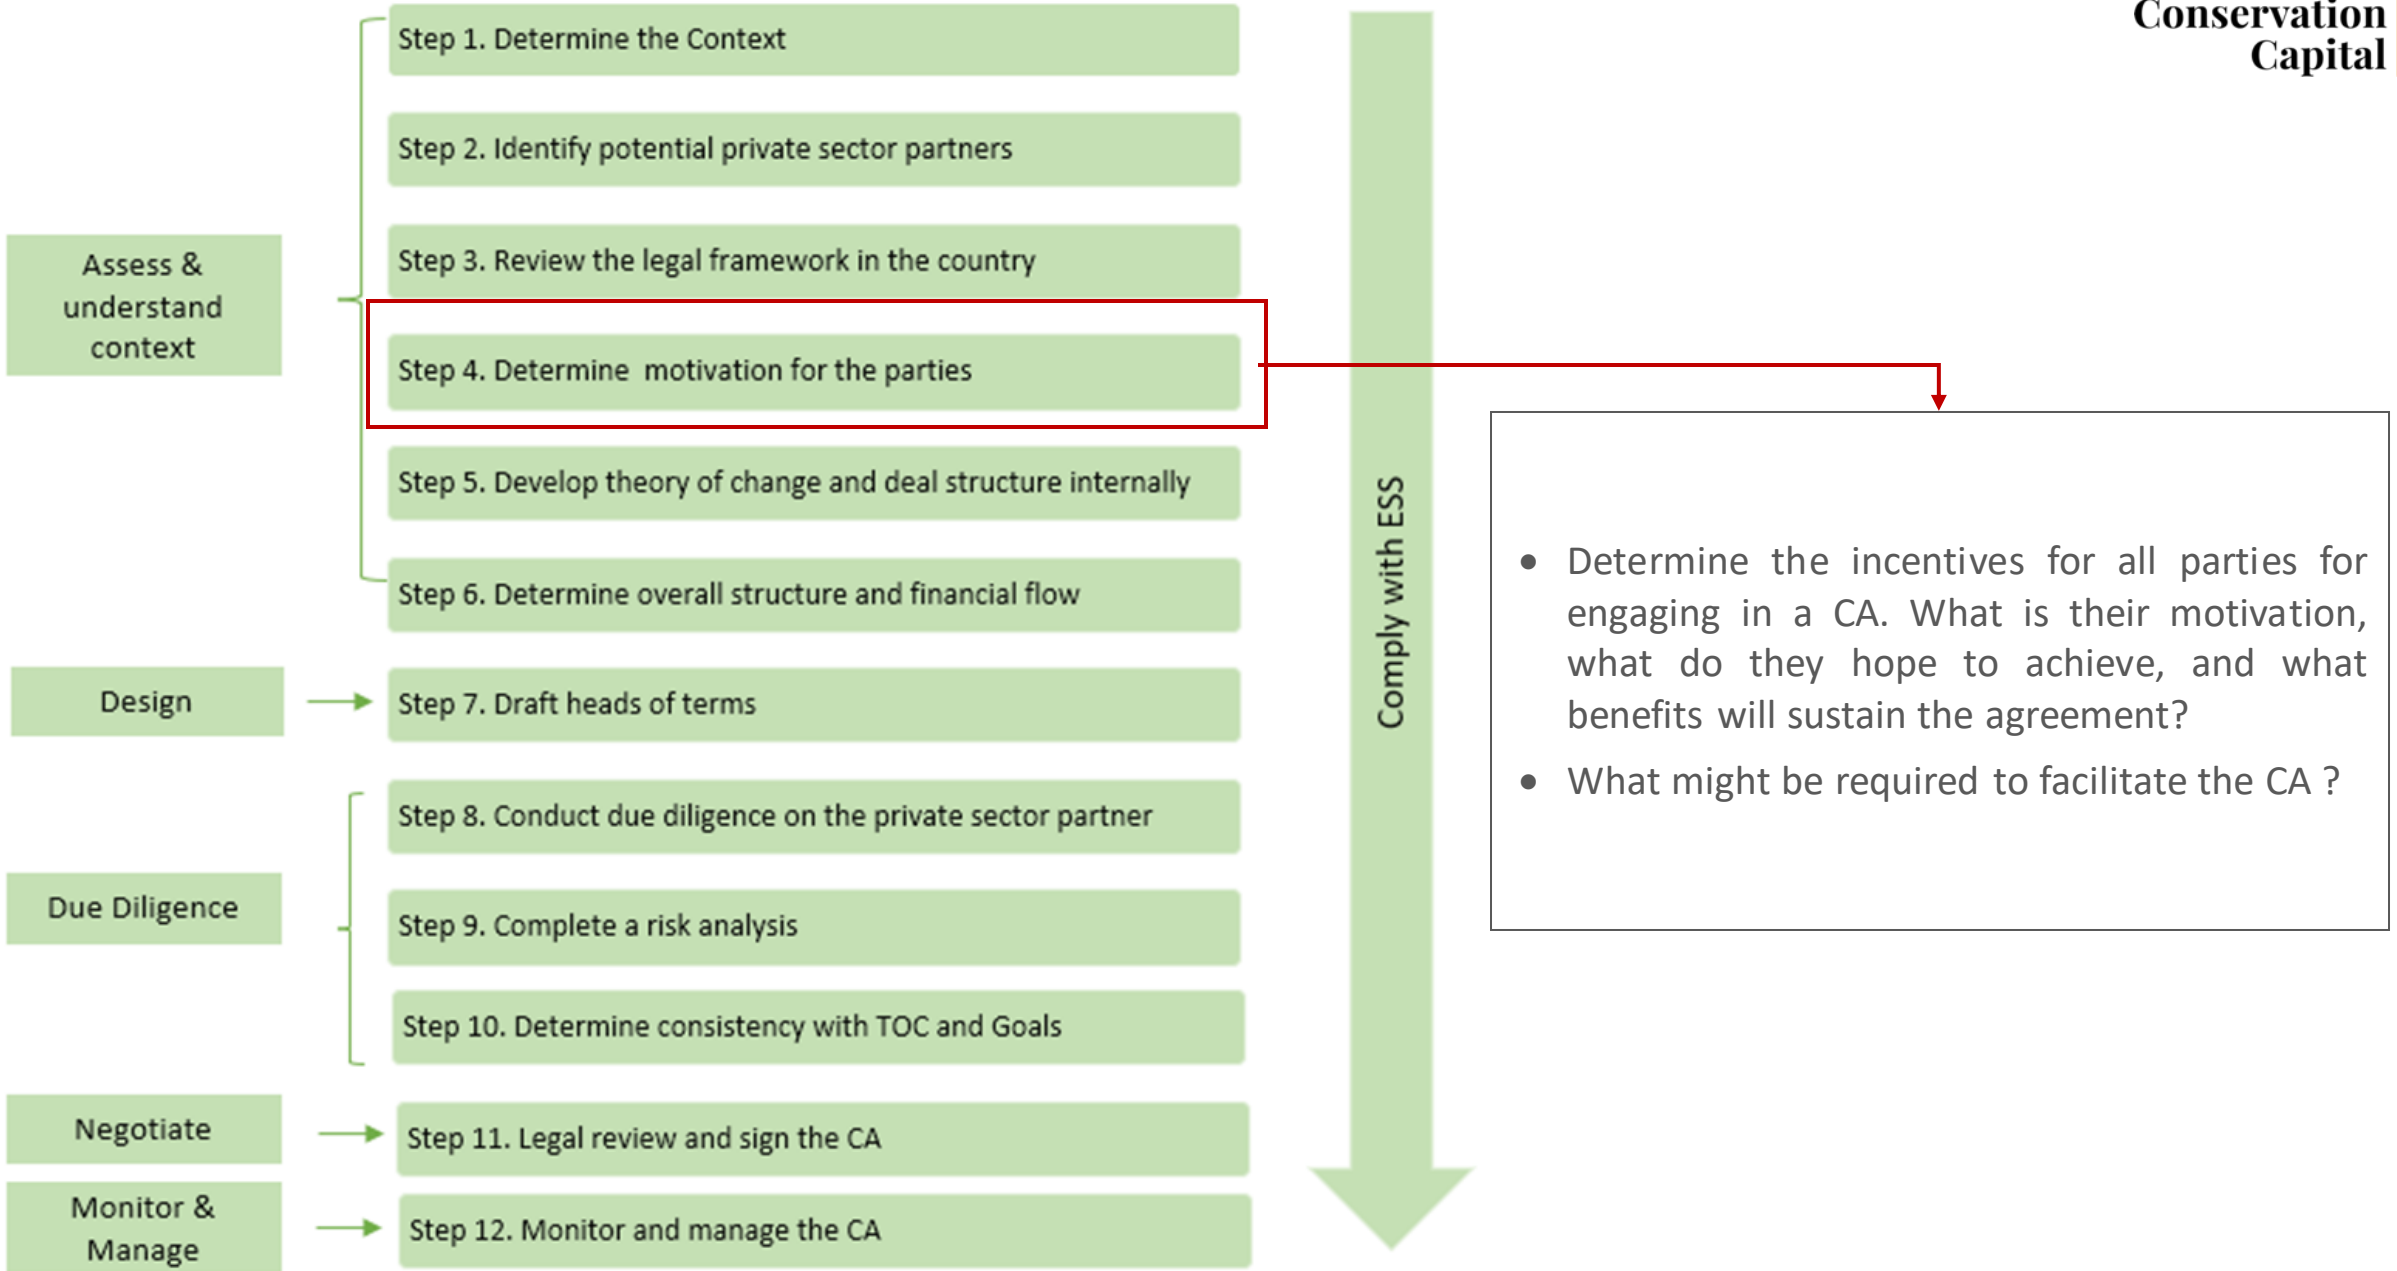 Conservation
Capital
Step 1. Determine the Context
Step 2. Identify potential private sector partners
Assess &
understand
context
Step 3. Review the legal framework in the country
Step 4. Determine  motivation for the parties
Step 5. Develop theory of change and deal structure internally
Step 6. Determine overall structure and financial flow
Design
Step 7. Draft heads of terms
Due Diligence
Step 8. Conduct due diligence on the private sector partner
Step 9. Complete a risk analysis
Step 10. Determine consistency with TOC and Goals
Negotiate
Step 11. Legal review and sign the CA
Monitor &
Manage
Step 12. Monitor and manage the CA
Comply with ESS
• Determine the incentives for all parties for
engaging in a CA. What is their motivation,
what do they hope to achieve, and what
benefits will sustain the agreement?
• What might be required to facilitate the CA ?